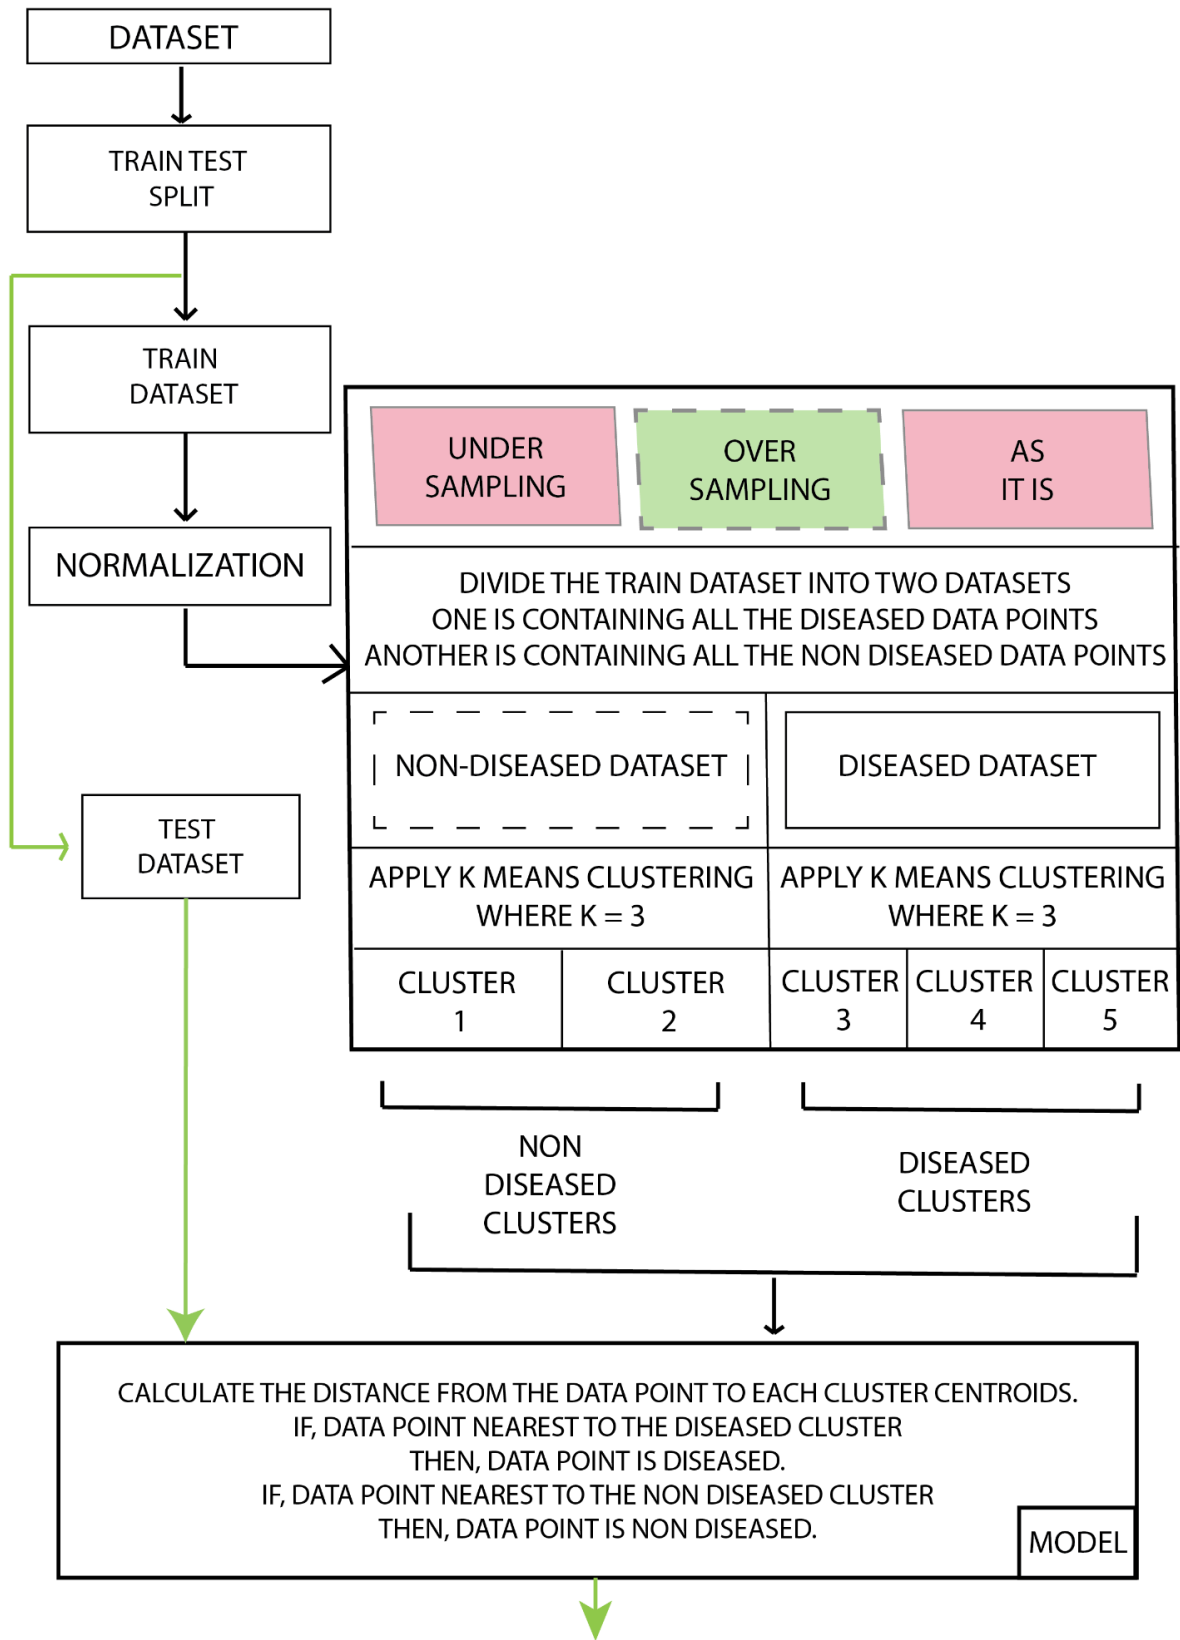 DATASET
TRAIN TEST
SPLIT
TRAIN
DATASET
NORMALIZATION
UNDER
SAMPLING
OVER
SAMPLING
AS
IT IS
DIVIDE THE TRAIN DATASET INTO TWO DATASETS
ONE IS CONTAINING ALL THE DISEASED DATA POINTS
ANOTHER IS CONTAINING ALL THE NON DISEASED DATA POINTS
NON-DISEASED DATASET
DISEASED DATASET
TEST
DATASET
APPLY K MEANS CLUSTERING
WHERE K = 3
APPLY K MEANS CLUSTERING
WHERE K = 3
CLUSTER
1
CLUSTER
2
CLUSTER
3
CLUSTER
4
CLUSTER
5
NON
DISEASED
CLUSTERS
DISEASED
CLUSTERS
CALCULATE THE DISTANCE FROM THE DATA POINT TO EACH CLUSTER CENTROIDS.
IF, DATA POINT NEAREST TO THE DISEASED CLUSTER
THEN, DATA POINT IS DISEASED.
IF, DATA POINT NEAREST TO THE NON DISEASED CLUSTER
THEN, DATA POINT IS NON DISEASED.
MODEL